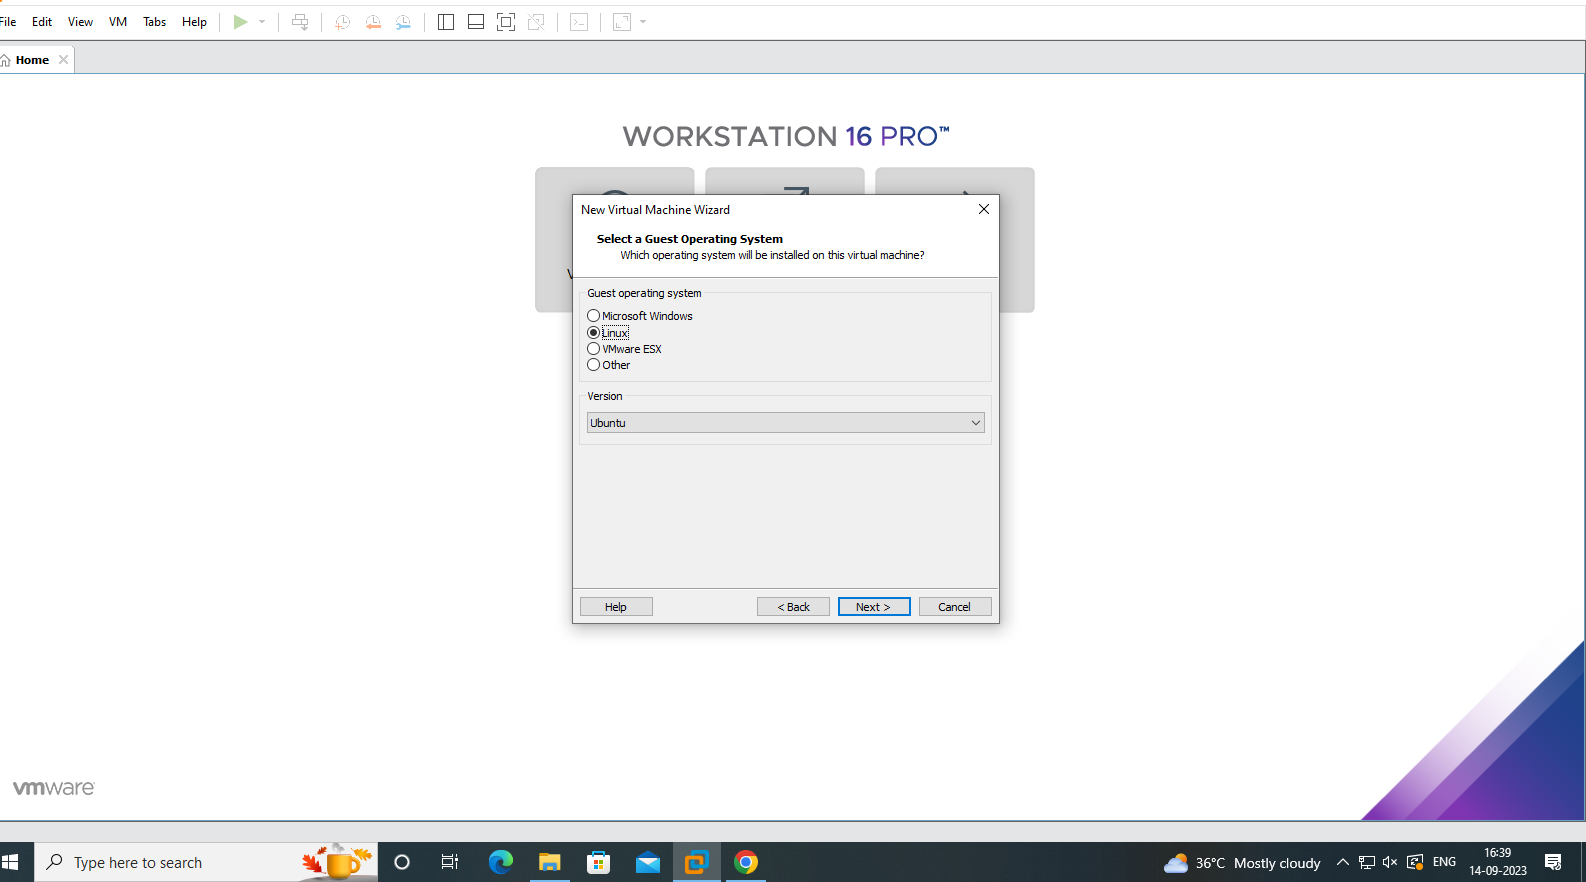 File Edit View VM Tabs Help
Home
WORKSTATION 16 PRO™
New Virtual Machine Wizard
Select a Guest Operating System
Which operating system will be installed on this virtual machine?
Guest operating system
Microsoft Windows
Linux
VMware ESX
Other
Version
Ubuntu
Help < Back Next > Cancel
vmware
Type here to search
36°C Mostly cloudy ENG
16:39
14-09-2023